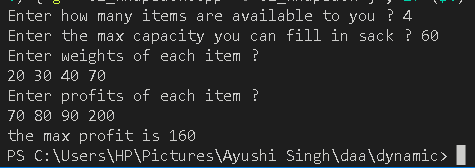 Enter how many items are available to you ? 4
Enter the max capacity you can fill in sack ? 60
Enter weights of each item ?
20 30 40 70
Enter profits of each item ?
70 80 90 200
the max profit is 160
PS C:\Users\HP\Pictures\Ayushi Singh\daa\dynamic>